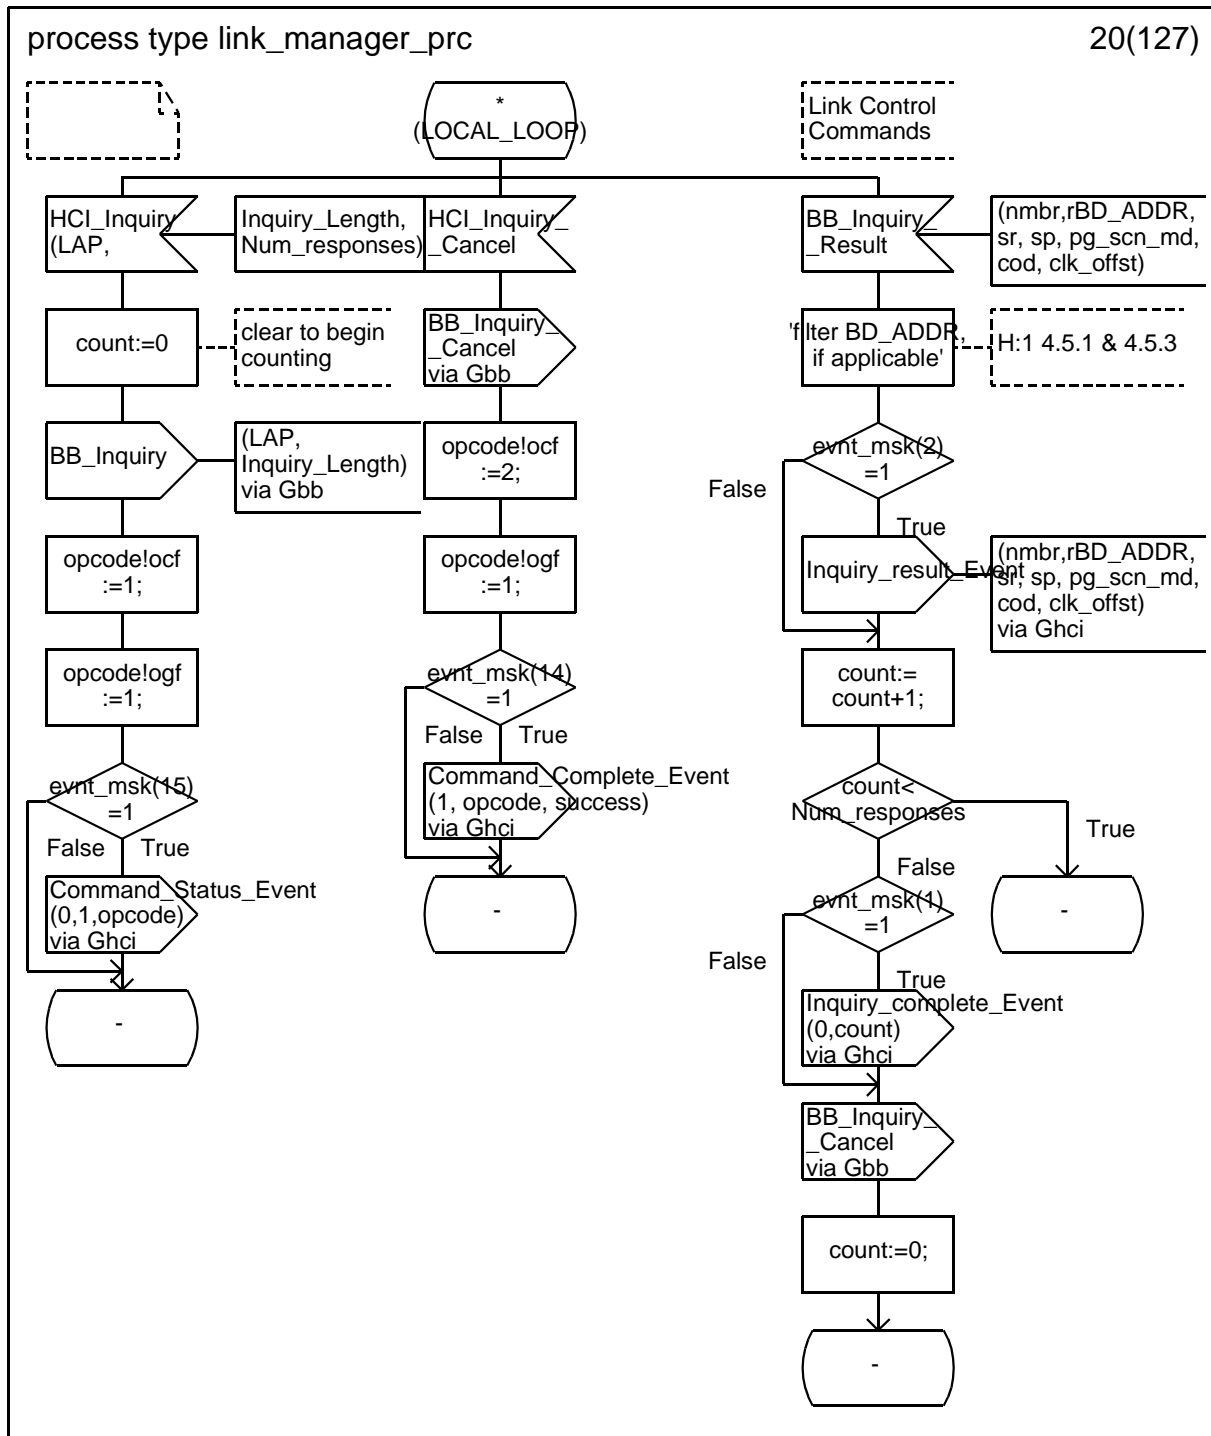 process type link_manager_prc
20(127)
*
(LOCAL_LOOP)
Link Control
Commands
HCI_Inquiry
(LAP,
Inquiry_Length,
Num_responses)
count:=0
clear to begin
counting
BB_Inquiry
(LAP,
Inquiry_Length)
via Gbb
opcode!ocf
:=1;
opcode!ogf
:=1;
evnt_msk(15)
=1
False
True
Command_Status_Event
(0,1,opcode)
via Ghci
-
HCI_Inquiry_
_Cancel
BB_Inquiry_
_Cancel
via Gbb
opcode!ocf
:=2;
opcode!ogf
:=1;
evnt_msk(14)
=1
False
True
Command_Complete_Event
(1, opcode, success)
via Ghci
-
BB_Inquiry_
_Result
(nmbr,rBD_ADDR,
sr, sp, pg_scn_md,
cod, clk_offst)
'filter BD_ADDR,
if applicable'
H:1 4.5.1 & 4.5.3
evnt_msk(2)
=1
False
True
Inquiry_result_Event
(nmbr,rBD_ADDR,
sr, sp, pg_scn_md,
cod, clk_offst)
via Ghci
count:=
count+1;
count<
Num_responses
True
-
False
evnt_msk(1)
=1
False
True
Inquiry_complete_Event
(0,count)
via Ghci
BB_Inquiry_
_Cancel
via Gbb
count:=0;
-